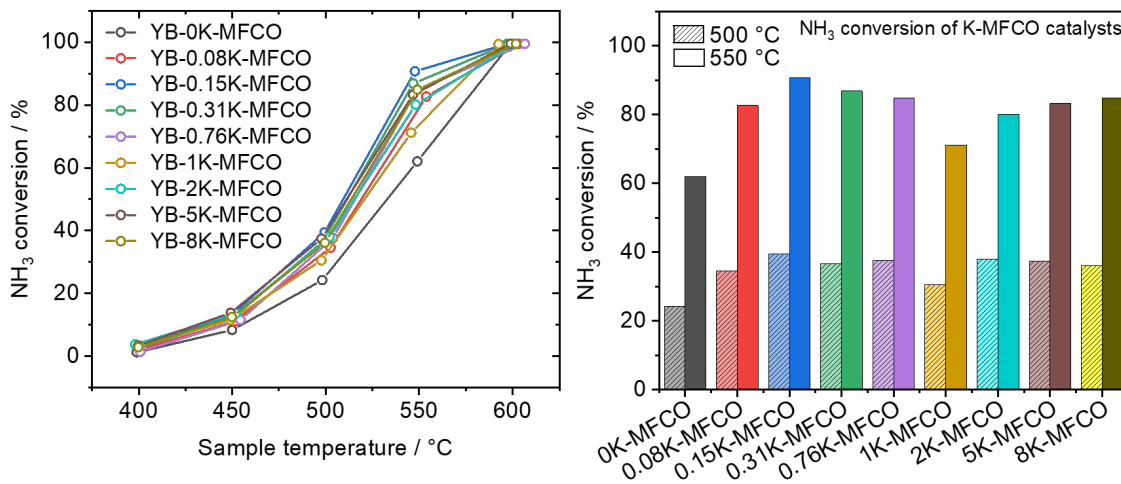 YB-0K-MFCO
YB-0.08K-MFCO
YB-0.15K-MFCO
YB-0.31K-MFCO
YB-0.76K-MFCO
YB-1K-MFCO
YB-2K-MFCO
YB-5K-MFCO
YB-8K-MFCO
NH₃ conversion / %
100
80
60
40
20
0
400
450
500
550
600
Sample temperature / °C
NH₃ conversion of K-MFCO catalysts
500 °C
550 °C
NH₃ conversion / %
100
80
60
40
20
0
0K-MFCO
0.08K-MFCO
0.15K-MFCO
0.31K-MFCO
0.76K-MFCO
1K-MFCO
2K-MFCO
5K-MFCO
8K-MFCO